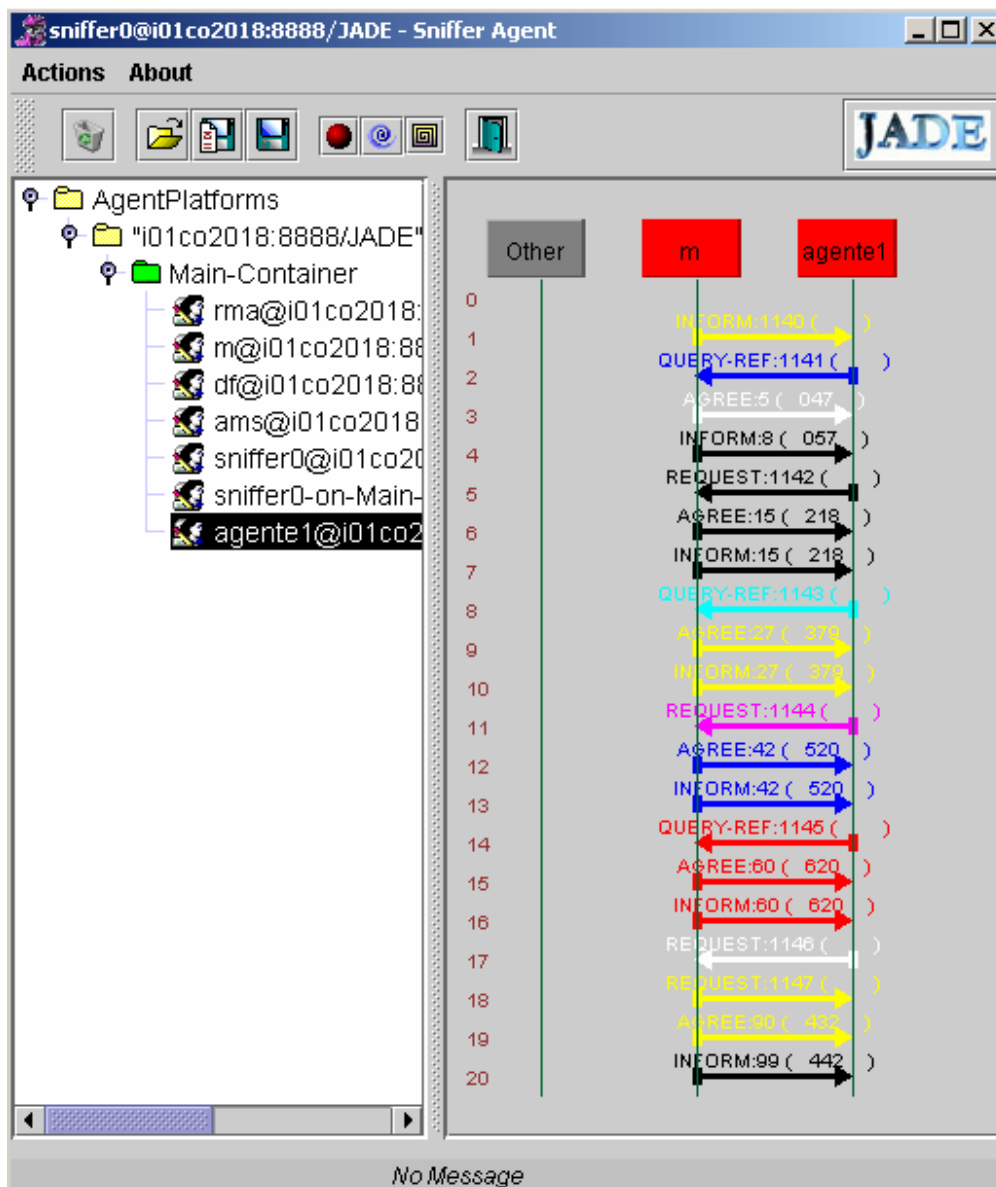 sniffer0@i01co2018:8888/JADE - Sniffer Agent
Actions About
JADE
AgentPlatforms
"i01co2018:8888/JADE"
Main-Container
rma@i01co2018:
m@i01co2018:88
df@i01co2018:88
ams@i01co2018
sniffer0@i01co20
sniffer0-on-Main-
agente1@i01co2
Other m agente1
0
INFORM:1140 ( )
1
QUERY-REF:1141 ( )
2
AGREE:5 ( 047 )
3
INFORM:8 ( 057 )
4
REQUEST:1142 ( )
5
AGREE:15 ( 218 )
6
INFORM:15 ( 218 )
7
QUERY-REF:1143 ( )
8
AGREE:27 ( 379 )
9
INFORM:27 ( 379 )
10
REQUEST:1144 ( )
11
AGREE:42 ( 520 )
12
INFORM:42 ( 520 )
13
QUERY-REF:1145 ( )
14
AGREE:60 ( 620 )
15
INFORM:60 ( 620 )
16
REQUEST:1146 ( )
17
REQUEST:1147 ( )
18
AGREE:90 ( 432 )
19
INFORM:99 ( 442 )
20
No Message